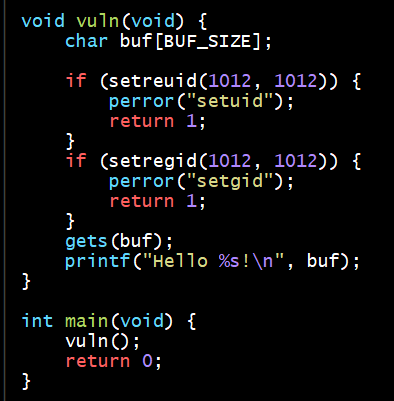 void vuln(void) {
    char buf[BUF_SIZE];

    if (setreuid(1012, 1012)) {
        perror("setuid");
        return 1;
    }
    if (setregid(1012, 1012)) {
        perror("setgid");
        return 1;
    }
    gets(buf);
    printf("Hello %s!\n", buf);
}

int main(void) {
    vuln();
    return 0;
}